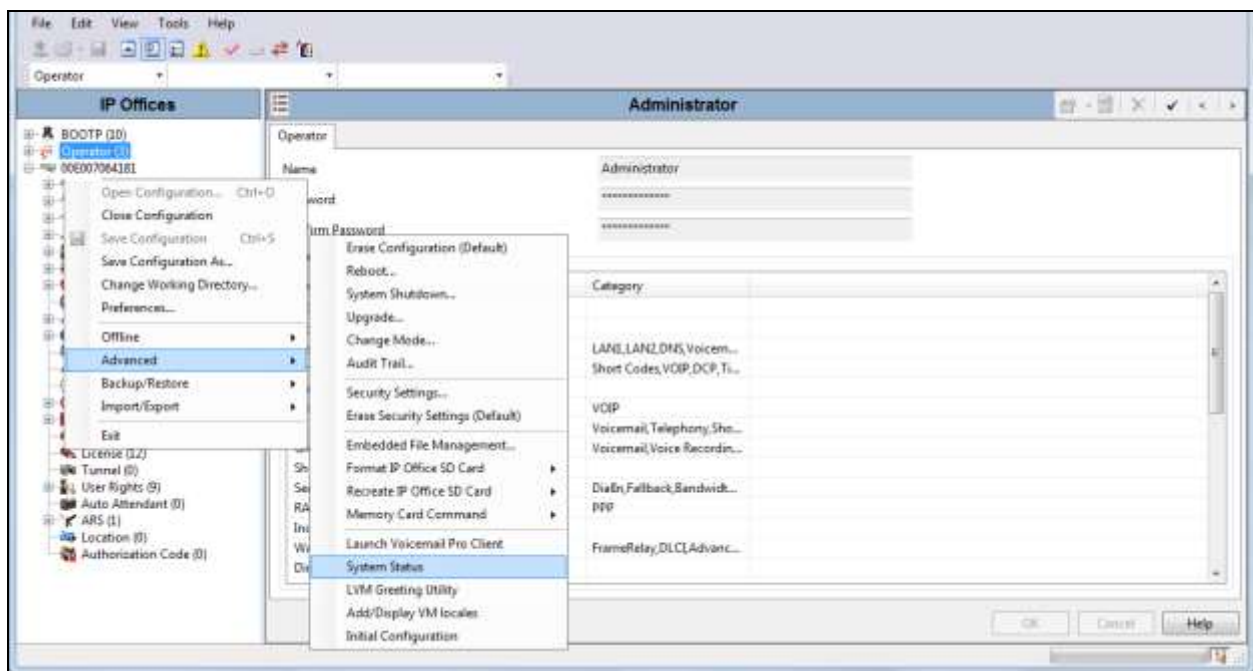 File Edit View Tools Help
Operator
IP Offices
Administrator
BOOTP (10)
Operator (3)
00E007064181
License (12)
Tunnel (0)
User Rights (9)
Auto Attendant (0)
ARS (1)
Location (0)
Authorization Code (0)
Open Configuration... Ctrl+O
Close Configuration
Save Configuration Ctrl+S
Save Configuration As...
Change Working Directory...
Preferences...
Offline
Advanced
Backup/Restore
Import/Export
Exit
Erase Configuration (Default)
Reboot...
System Shutdown...
Upgrade...
Change Mode...
Audit Trail...
Security Settings...
Erase Security Settings (Default)
Embedded File Management...
Format IP Office SD Card
Recreate IP Office SD Card
Memory Card Command
Launch Voicemail Pro Client
System Status
LVM Greeting Utility
Add/Display VM locales
Initial Configuration
Operator
Name Administrator
word *************
irm Password *************
Category
LAN1,LAN2,DNS,Voicem...
Short Codes,VOIP,DCP,Ti...
VOIP
Voicemail,Telephony,Sho...
Voicemail,Voice Recordin...
Sh
Se DialIn,Fallback,Bandwidt...
RA PPP
Inc
Wi FrameRelay,DLCI,Advanc...
Die
OK Cancel Help